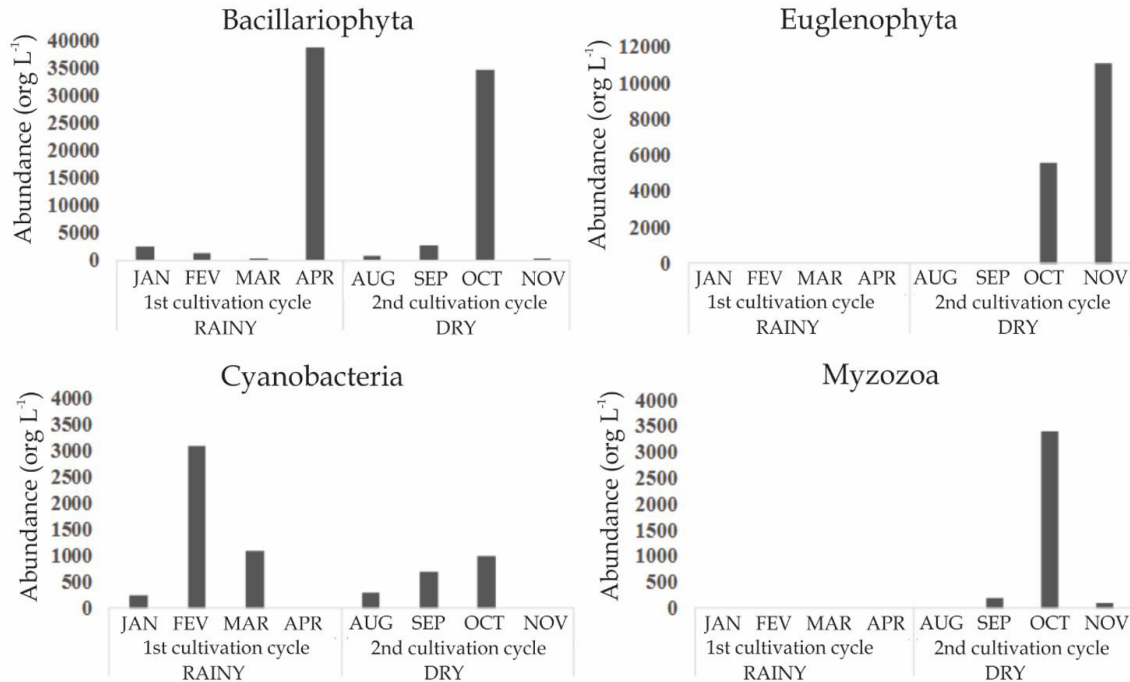 Bacillariophyta
Abundance (org L⁻¹)
40000
35000
30000
25000
20000
15000
10000
5000
0
JAN FEV MAR APR AUG SEP OCT NOV
1st cultivation cycle 2nd cultivation cycle
RAINY DRY
Euglenophyta
Abundance (org L⁻¹)
12000
10000
8000
6000
4000
2000
0
JAN FEV MAR APR AUG SEP OCT NOV
1st cultivation cycle 2nd cultivation cycle
RAINY DRY
Cyanobacteria
Abundance (org L⁻¹)
4000
3500
3000
2500
2000
1500
1000
500
0
JAN FEV MAR APR AUG SEP OCT NOV
1st cultivation cycle 2nd cultivation cycle
RAINY DRY
Myzozoa
Abundance (org L⁻¹)
4000
3500
3000
2500
2000
1500
1000
500
0
JAN FEV MAR APR AUG SEP OCT NOV
1st cultivation cycle 2nd cultivation cycle
RAINY DRY